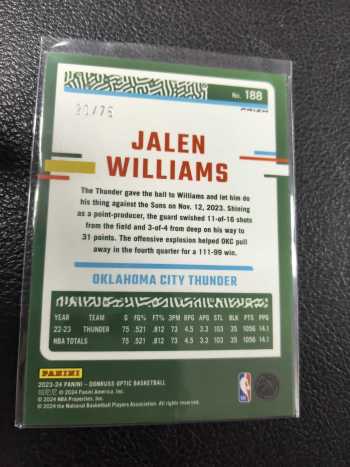 No. 188
/75
JALEN
WILLIAMS
The Thunder gave the ball to Williams and let him do
his thing against the Suns on Nov. 12, 2023. Shining
as a point-producer, the guard swished 11-of-16 shots
from the field and 3-of-4 from deep on his way to
31 points. The offensive explosion helped OKC pull
away in the fourth quarter for a 111-99 win.
OKLAHOMA CITY THUNDER
YEAR TEAM G FG% FT% 3PM RPG APG STL BLK PTS PPG
22-23 THUNDER 75 .521 .812 73 4.5 3.3 103 35 1056 14.1
NBA TOTALS 75 .521 .812 73 4.5 3.3 103 35 1056 14.1
PANINI
2023-24 PANINI - DONRUSS OPTIC BASKETBALL
帕尼尼 © 2024 Panini America, Inc.
© 2024 NBA Properties, Inc.
© 2024 the National Basketball Players Association. All rights reserved.